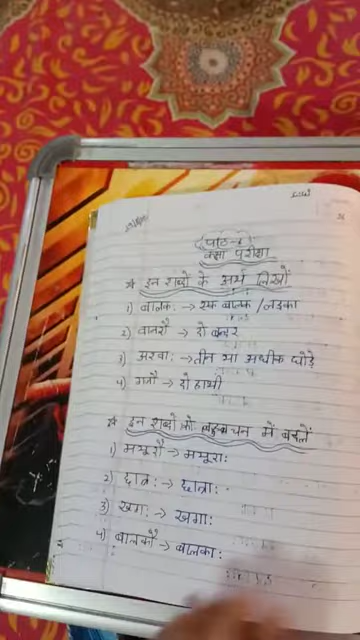 पाठ-1
कक्षा परीक्षा
* इन शब्दों के अर्थ लिखों
1) बालकः → एक बालक / लड़का
2) वानरौ → दो बन्दर
3) अश्वाः → तीन या अधीक घोड़े
4) गजौ → दो हाथी
* इन शब्दों को बहुवचन में बदलें
1) मयूरौ → मयूराः
2) छात्रः → छात्राः
3) खगः → खगाः
4) बालकौ → बालकाः